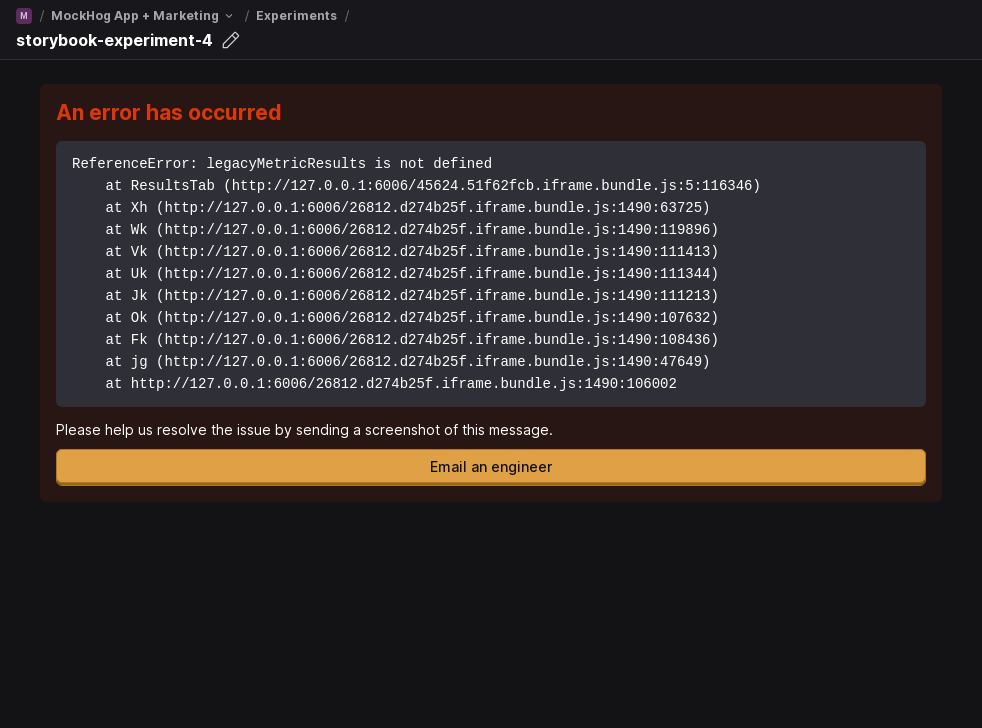 M / MockHog App + Marketing / Experiments /
storybook-experiment-4
An error has occurred
ReferenceError: legacyMetricResults is not defined
    at ResultsTab (http://127.0.0.1:6006/45624.51f62fcb.iframe.bundle.js:5:116346)
    at Xh (http://127.0.0.1:6006/26812.d274b25f.iframe.bundle.js:1490:63725)
    at Wk (http://127.0.0.1:6006/26812.d274b25f.iframe.bundle.js:1490:119896)
    at Vk (http://127.0.0.1:6006/26812.d274b25f.iframe.bundle.js:1490:111413)
    at Uk (http://127.0.0.1:6006/26812.d274b25f.iframe.bundle.js:1490:111344)
    at Jk (http://127.0.0.1:6006/26812.d274b25f.iframe.bundle.js:1490:111213)
    at Ok (http://127.0.0.1:6006/26812.d274b25f.iframe.bundle.js:1490:107632)
    at Fk (http://127.0.0.1:6006/26812.d274b25f.iframe.bundle.js:1490:108436)
    at jg (http://127.0.0.1:6006/26812.d274b25f.iframe.bundle.js:1490:47649)
    at http://127.0.0.1:6006/26812.d274b25f.iframe.bundle.js:1490:106002
Please help us resolve the issue by sending a screenshot of this message.
Email an engineer